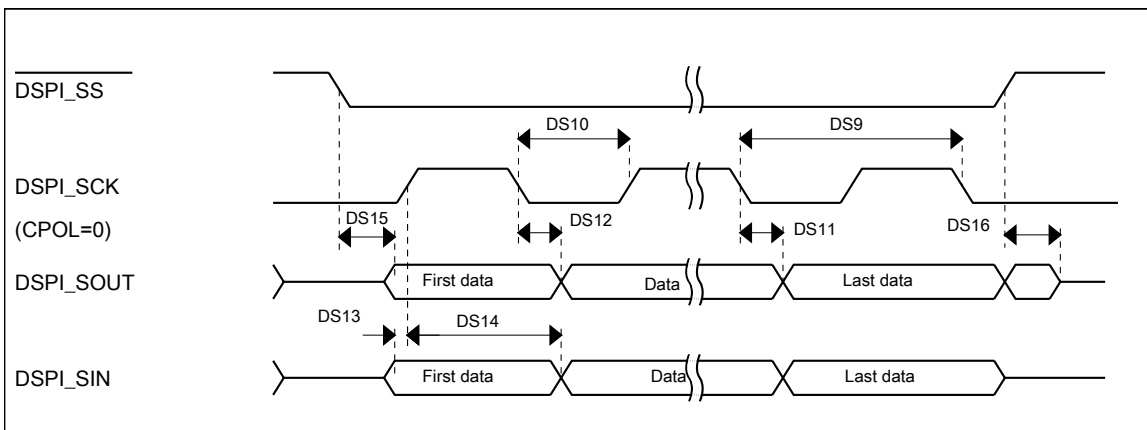 DSPI_SS
DS10
DS9
DSPI_SCK
(CPOL=0)
DS15
DS12
DS11
DS16
DSPI_SOUT
First data
Data
Last data
DS13
DS14
DSPI_SIN
First data
Data
Last data